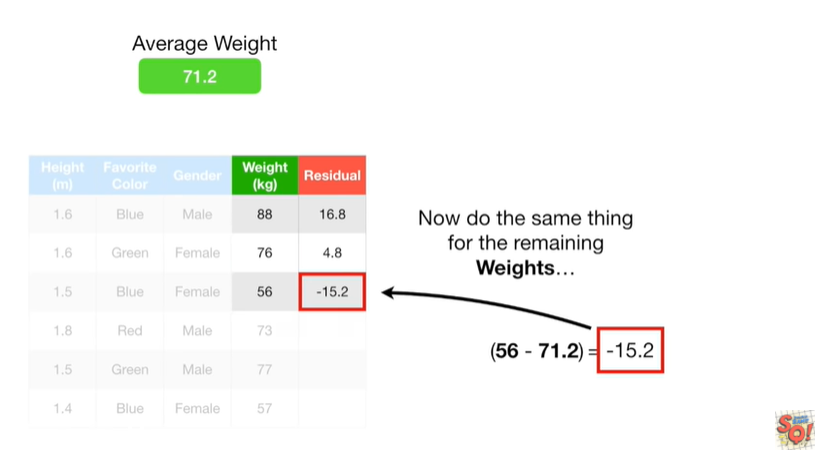 Average Weight
71.2
Height (m) Favorite Color Gender Weight (kg) Residual
1.6 Blue Male 88 16.8
1.6 Green Female 76 4.8
1.5 Blue Female 56 -15.2
1.8 Red Male 73
1.5 Green Male 77
1.4 Blue Female 57
Now do the same thing
for the remaining
Weights…
(56 - 71.2) = -15.2
SQ!